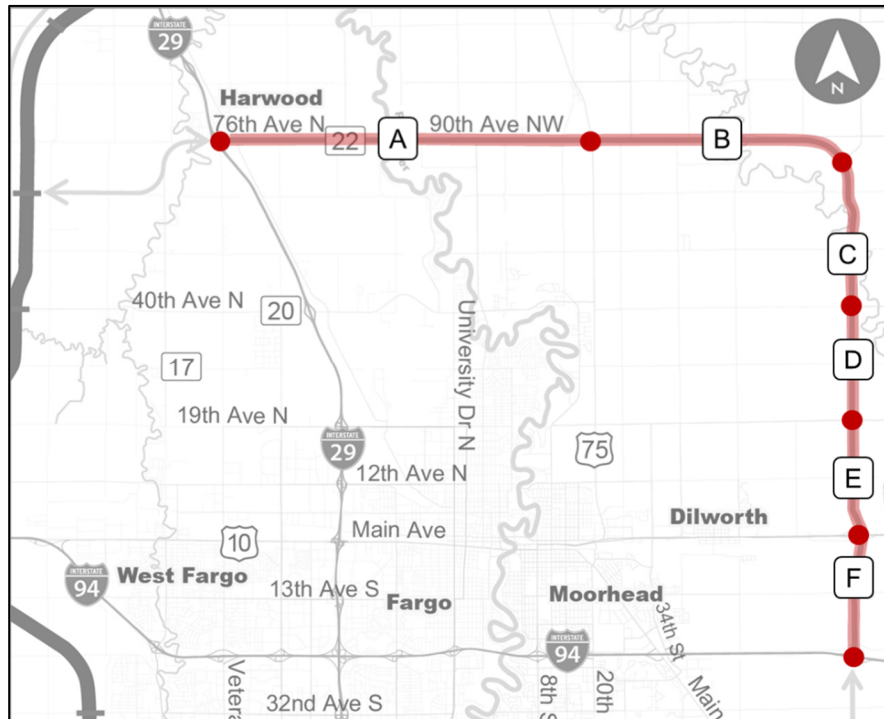 INTERSTATE
29
N
Harwood
76th Ave N
22
A
90th Ave NW
B
C
40th Ave N
20
University Dr N
D
17
19th Ave N
INTERSTATE
29
75
12th Ave N
E
Dilworth
Main Ave
10
INTERSTATE
94
West Fargo
13th Ave S
Fargo
Moorhead
F
34th St
INTERSTATE
94
Main
Vetera
32nd Ave S
8th S
20th